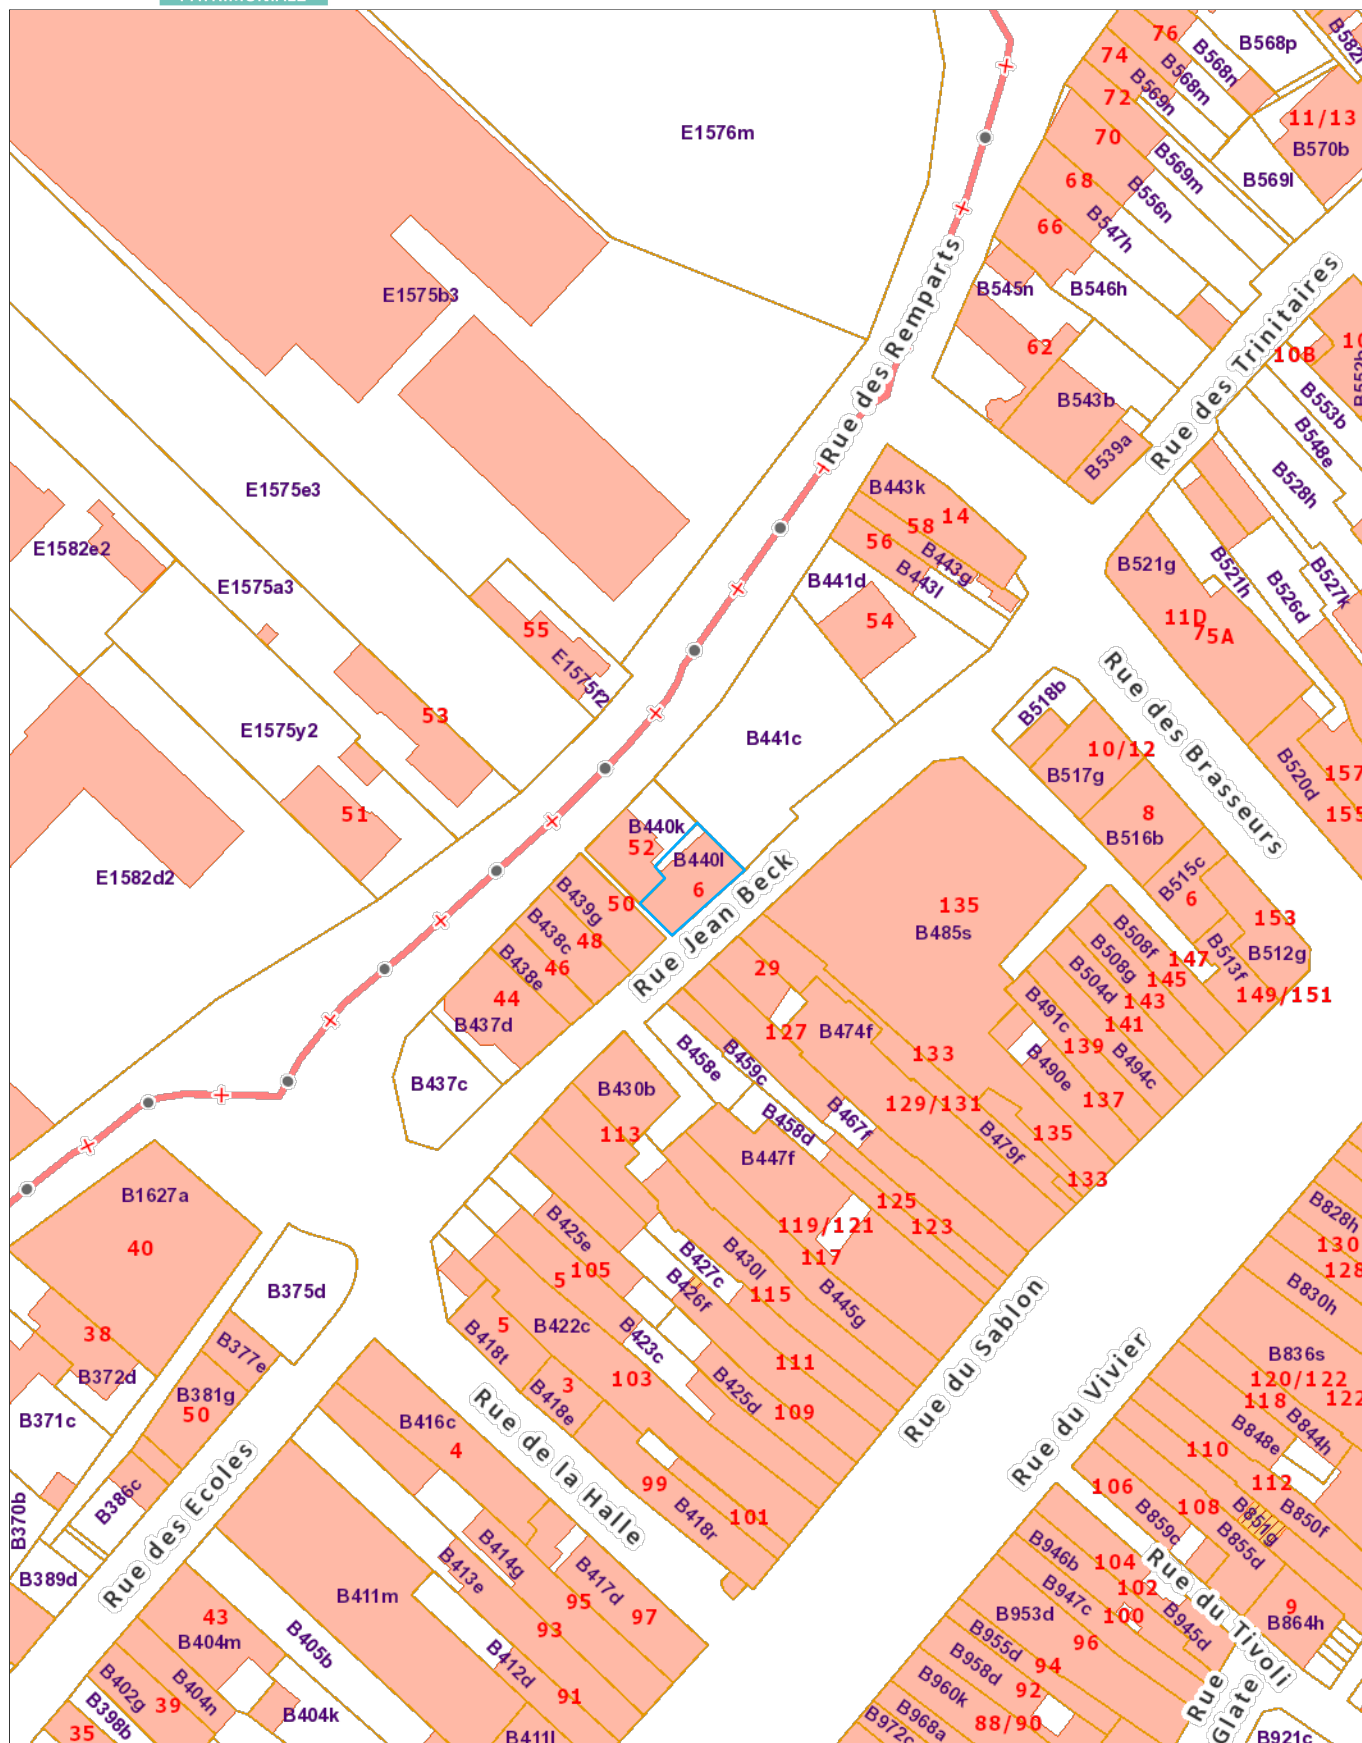 76
B568p
74
B568n
B568m
72
B569n
11/13
E1576m
70
B570b
B569m
68
B556n
B569l
66
B547h
Rue des Remparts
B545n
B546h
E1575b3
Rue des Trinitaires
62
10B
B543b
B553b
B539a
B548e
E1575e3
B443k
B528h
14
58
56
E1582e2
B443g
B521g
B441d
B443l
B521h
B527k
E1575a3
B526d
54
11D
55
75A
E1575f2
B518b
Rue des Brasseurs
53
E1575y2
B441c
10/12
B517g
B520d
157
51
8
155
B440k
B516b
52
B440l
E1582d2
6
B515c
6
50
135
153
B439g
B485s
B438c
48
B508f
B513f
B512g
46
Rue Jean Beck
29
B508g
147
B438e
B504d
145
44
149/151
B437d
127
B474f
B491c
143
141
B458e
B459c
133
139
B494c
B437c
B490e
B430b
129/131
137
B458d
B467f
113
B479f
135
B447f
133
B1627a
125
40
B425e
119/121
123
B828h
130
B430l
117
128
B427c
105
5
B375d
B426f
115
B445g
B830h
5
B422c
Rue du Sablon
38
B377e
B418t
B423c
111
Rue du Vivier
B836s
B372d
3
103
B425d
120/122
B381g
B418e
118
122
50
109
B416c
Rue de la Halle
B844h
B371c
4
B848e
110
99
112
106
B386c
B418r
108
B850f
Rue des Ecoles
101
B859c
B851g
B370b
B414g
B855d
B946b
B413e
104
B389d
B417d
102
B411m
B947c
Rue du Tivoli
95
43
97
B953d
100
B945d
9
93
B404m
B864h
B405b
96
B955d
94
B412d
B958d
B402g
B404n
92
91
B960k
Rue
Glate
39
B398b
B404k
88/90
35
B968a
B972c
B411l
B921c